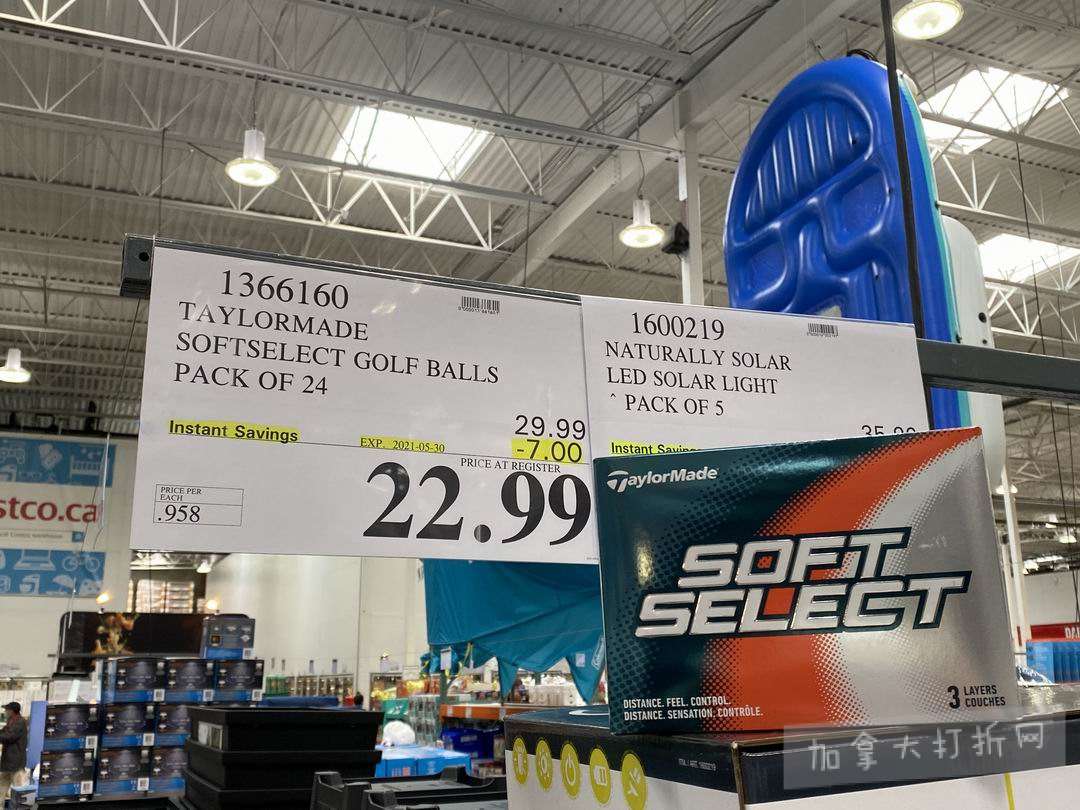 1366160
TAYLORMADE
SOFTSELECT GOLF BALLS
PACK OF 24
29.99
Instant Savings
EXP. 2021-05-30
-7.00
PRICE AT REGISTER
22.99
PRICE PER
EACH
.958
1600219
NATURALLY SOLAR
LED SOLAR LIGHT
^ PACK OF 5
Instant
TaylorMade
SOFT
SELECT
DISTANCE. FEEL. CONTROL.
DISTANCE. SENSATION. CONTRÔLE.
3 LAYERS
COUCHES
stco.ca
加拿大打折网